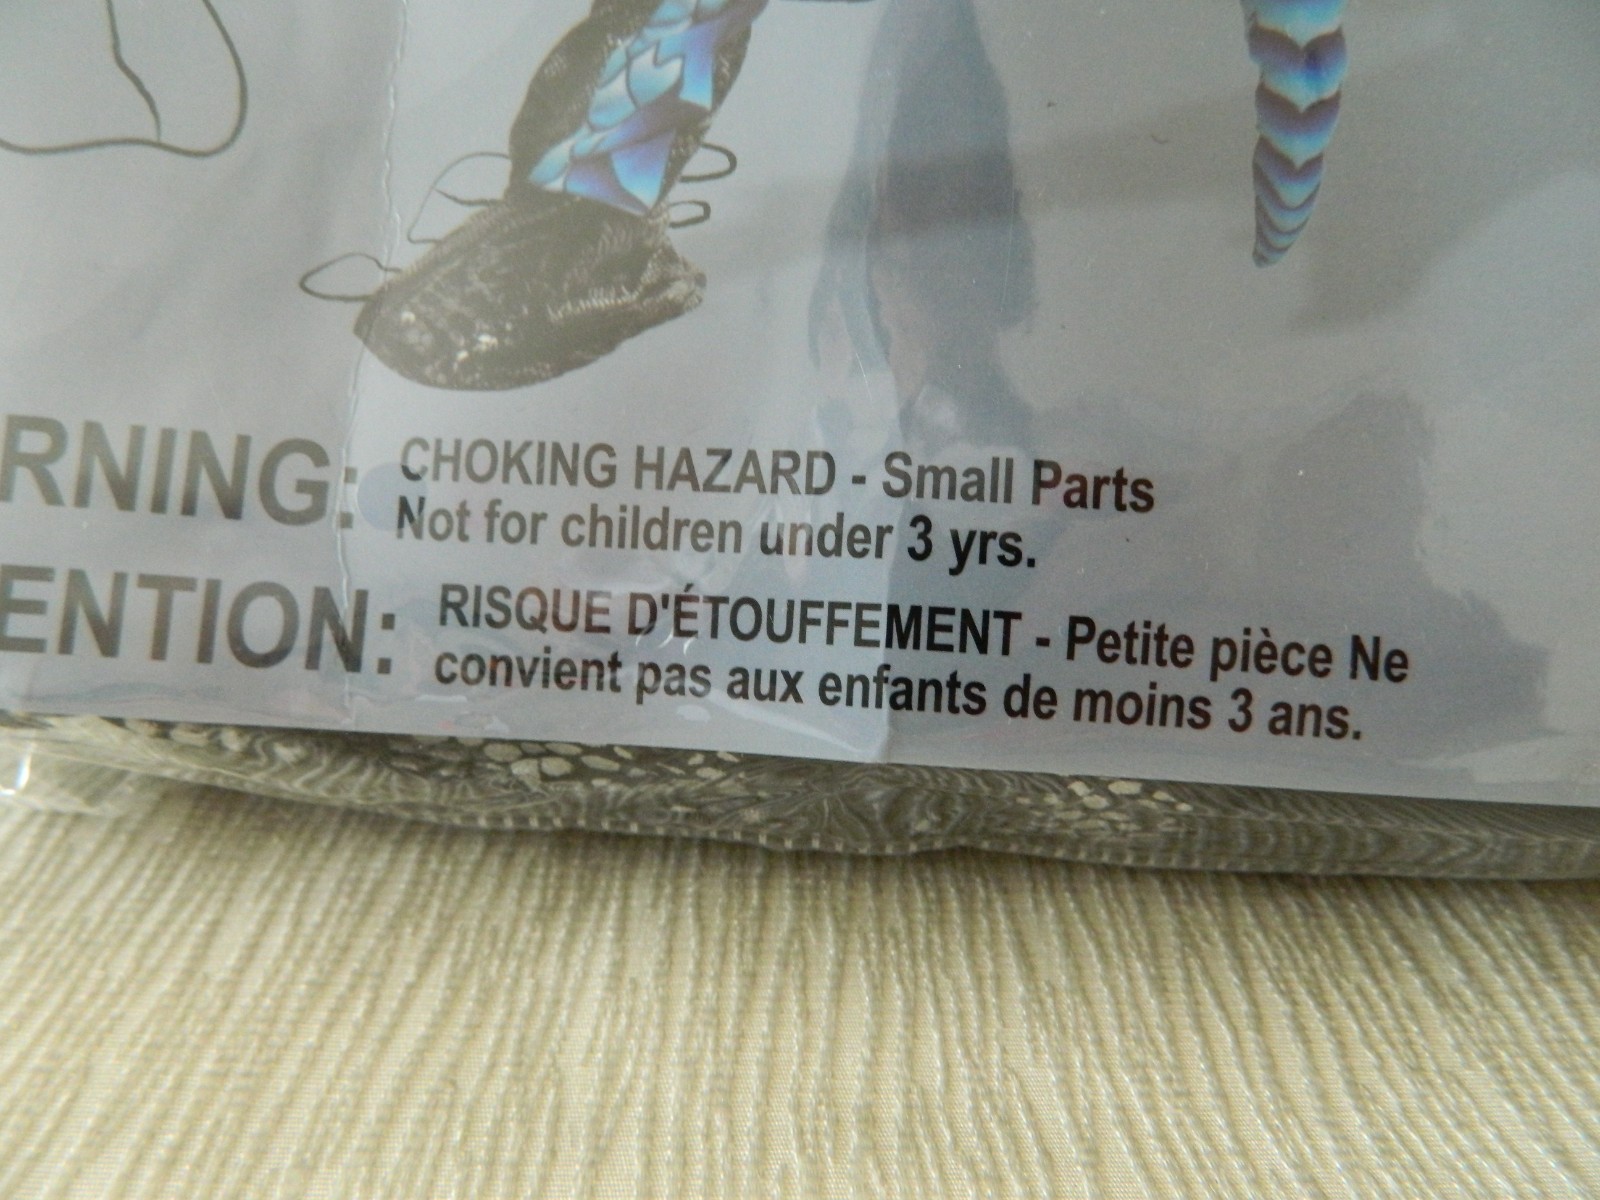 RNING: CHOKING HAZARD - Small Parts
Not for children under 3 yrs.
ENTION: RISQUE D'ÉTOUFFEMENT - Petite pièce Ne
convient pas aux enfants de moins 3 ans.